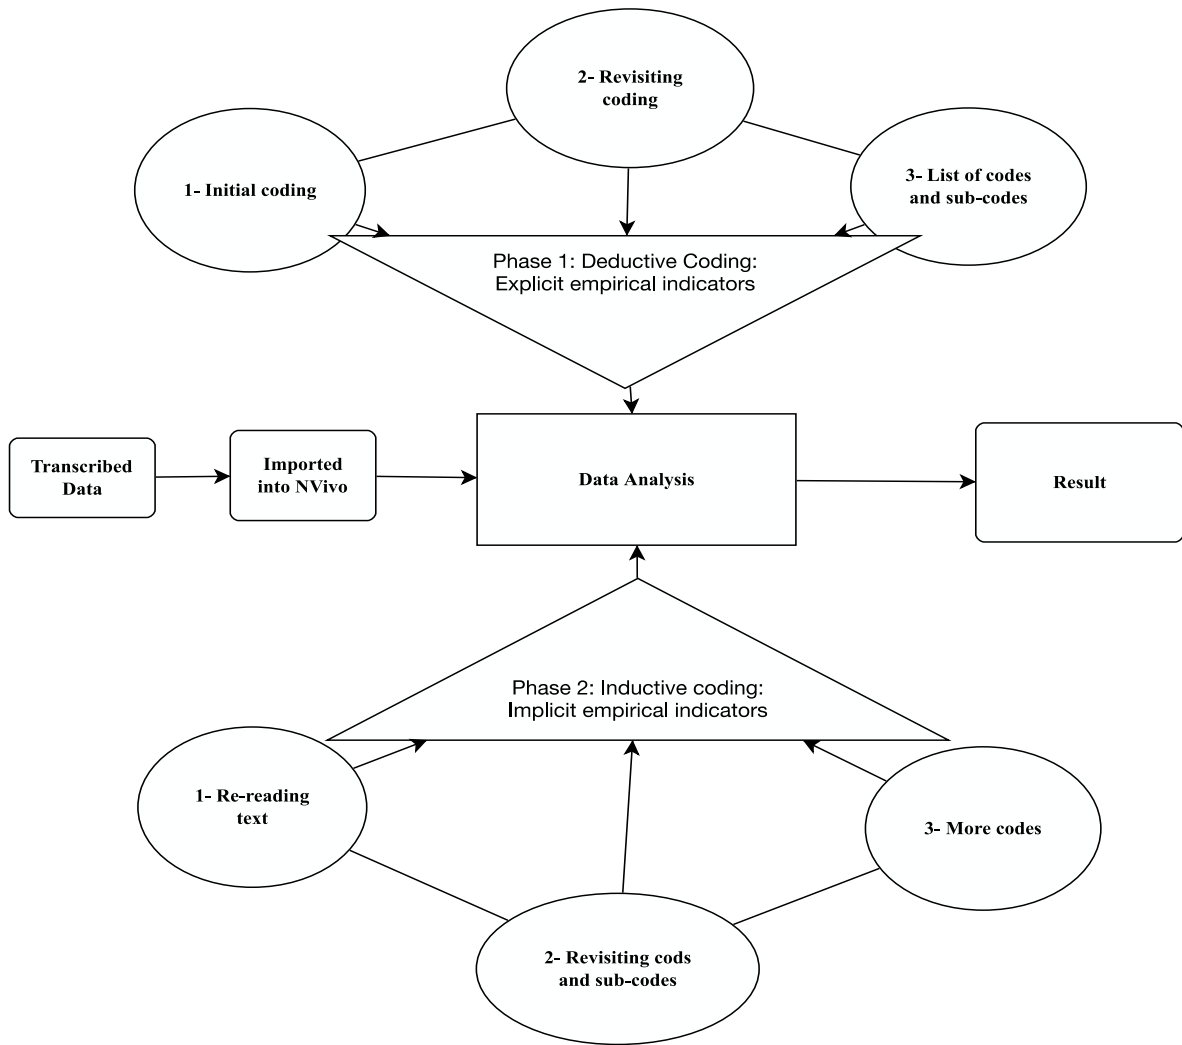 2- Revisiting
coding
1- Initial coding
3- List of codes
and sub-codes
Phase 1: Deductive Coding:
Explicit empirical indicators
Transcribed
Data
Imported
into NVivo
Data Analysis
Result
Phase 2: Inductive coding:
Implicit empirical indicators
1- Re-reading
text
3- More codes
2- Revisiting cods
and sub-codes